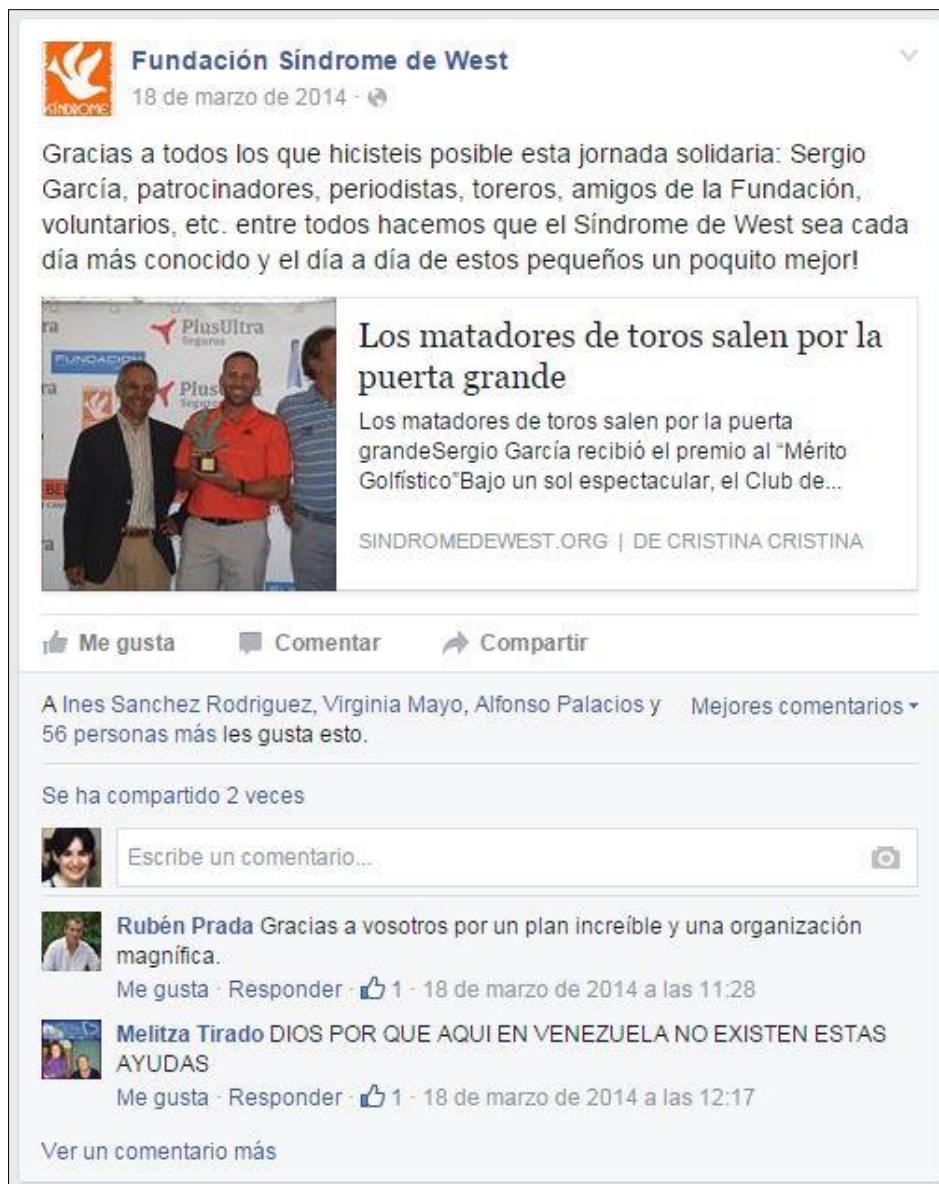 SÍNDROME
Fundación Síndrome de West
18 de marzo de 2014 ·
Gracias a todos los que hicisteis posible esta jornada solidaria: Sergio
García, patrocinadores, periodistas, toreros, amigos de la Fundación,
voluntarios, etc. entre todos hacemos que el Síndrome de West sea cada
día más conocido y el día a día de estos pequeños un poquito mejor!
PlusUltra
Seguros
FUNDACION
Plus
Seguros
Los matadores de toros salen por la
puerta grande
Los matadores de toros salen por la puerta
grandeSergio García recibió el premio al “Mérito
Golfístico”Bajo un sol espectacular, el Club de...
SINDROMEDEWEST.ORG | DE CRISTINA CRISTINA
Me gusta Comentar Compartir
A Ines Sanchez Rodriguez, Virginia Mayo, Alfonso Palacios y
56 personas más les gusta esto.
Mejores comentarios
Se ha compartido 2 veces
Escribe un comentario...
Rubén Prada Gracias a vosotros por un plan increíble y una organización
magnífica.
Me gusta · Responder · 1 · 18 de marzo de 2014 a las 11:28
Melitza Tirado DIOS POR QUE AQUI EN VENEZUELA NO EXISTEN ESTAS
AYUDAS
Me gusta · Responder · 1 · 18 de marzo de 2014 a las 12:17
Ver un comentario más